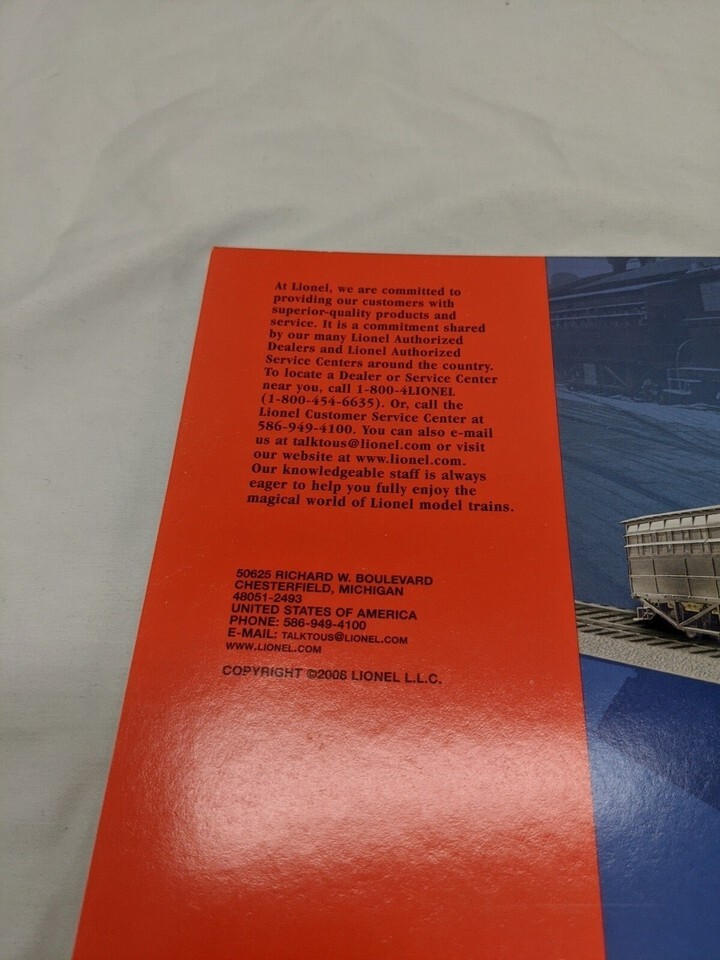 At Lionel, we are committed to
providing our customers with
superior-quality products and
service. It is a commitment shared
by our many Lionel Authorized
Dealers and Lionel Authorized
Service Centers around the country.
To locate a Dealer or Service Center
near you, call 1-800-4LIONEL
(1-800-454-6635). Or, call the
Lionel Customer Service Center at
586-949-4100. You can also e-mail
us at talktous@lionel.com or visit
our website at www.lionel.com.
Our knowledgeable staff is always
eager to help you fully enjoy the
magical world of Lionel model trains.
50625 RICHARD W. BOULEVARD
CHESTERFIELD, MICHIGAN
48051-2493
UNITED STATES OF AMERICA
PHONE: 586-949-4100
E-MAIL: TALKTOUS@LIONEL.COM
WWW.LIONEL.COM
COPYRIGHT ©2008 LIONEL L.L.C.